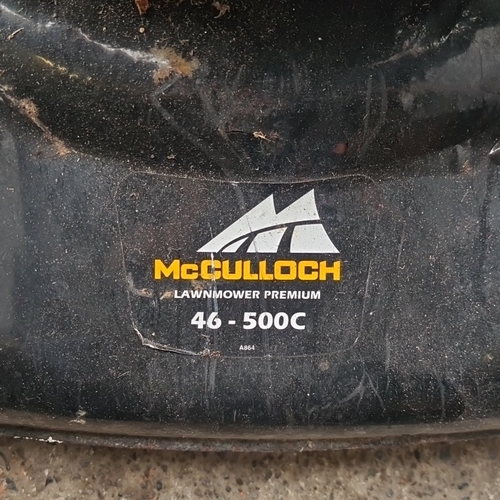 McCULLOCH
LAWNMOWER PREMIUM
46 - 500C
A864